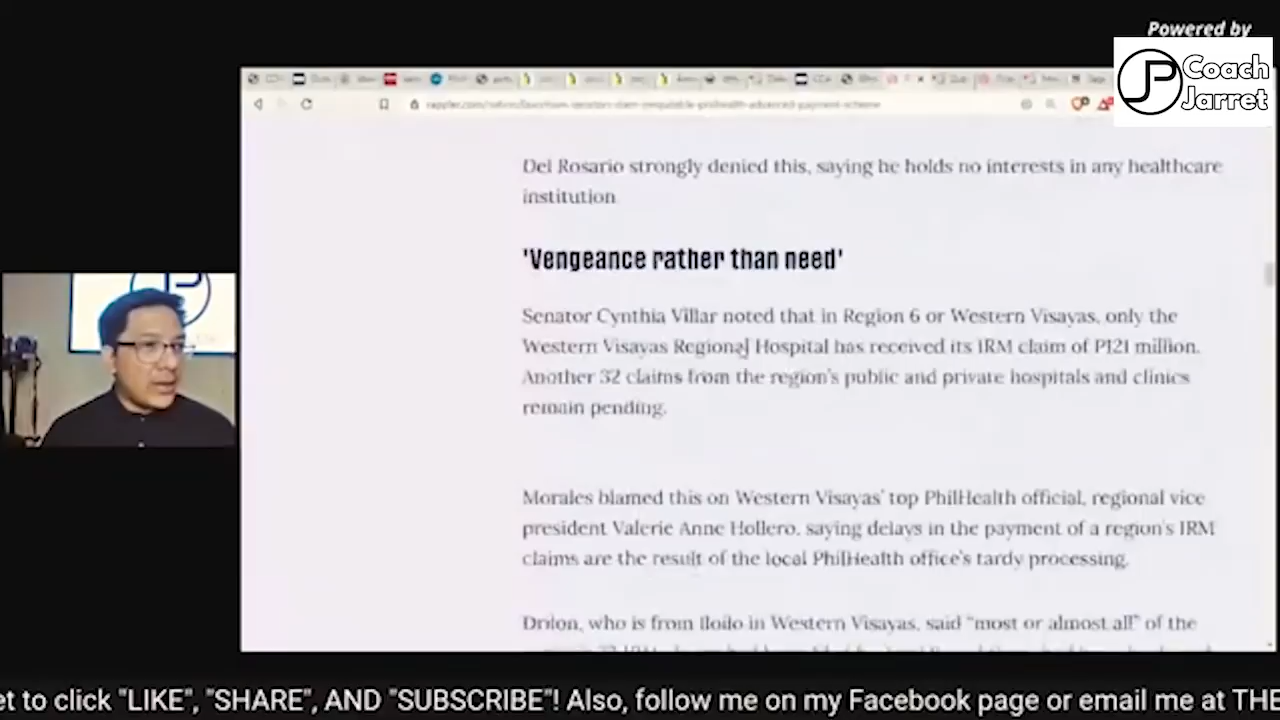 Powered by
Coach
Jarret
Del Rosario strongly denied this, saying he holds no interests in any healthcare
institution
'Vengeance rather than need'
Senator Cynthia Villar noted that in Region 6 or Western Visayas, only the
Western Visayas Regional Hospital has received its IRM claim of P121 million.
Another 32 claims from the region's public and private hospitals and clinics
remain pending.
Morales blamed this on Western Visayas' top PhilHealth official, regional vice
president Valerie Anne Hollero, saying delays in the payment of a region's IRM
claims are the result of the local PhilHealth office's tardy processing.
Drilon, who is from Iloilo in Western Visayas, said "most or almost all" of the
et to click "LIKE", "SHARE", AND "SUBSCRIBE"! Also, follow me on my Facebook page or email me at THE